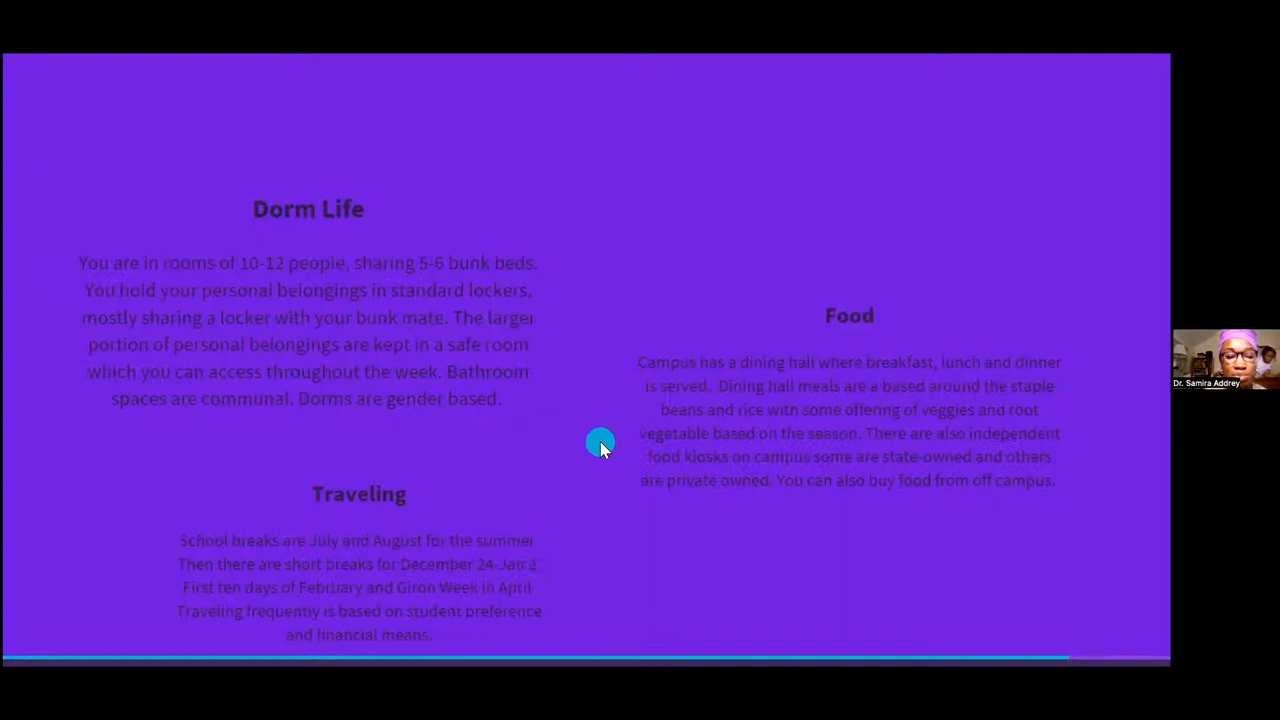 Dorm Life
You are in rooms of 10-12 people, sharing 5-6 bunk beds.
You hold your personal belongings in standard lockers,
mostly sharing a locker with your bunk mate. The larger
portion of personal belongings are kept in a safe room
which you can access throughout the week. Bathroom
spaces are communal. Dorms are gender based.
Food
Campus has a dining hall where breakfast, lunch and dinner
is served. Dining hall meals are a based around the staple
beans and rice with some offering of veggies and root
vegetable based on the season. There are also independent
food kiosks on campus some are state-owned and others
are private owned. You can also buy food from off campus.
Traveling
School breaks are July and August for the summer
Then there are short breaks for December 24-Jan 2
First ten days of February and Giron Week in April
Traveling frequently is based on student preference
and financial means.
Dr. Samira Addrey